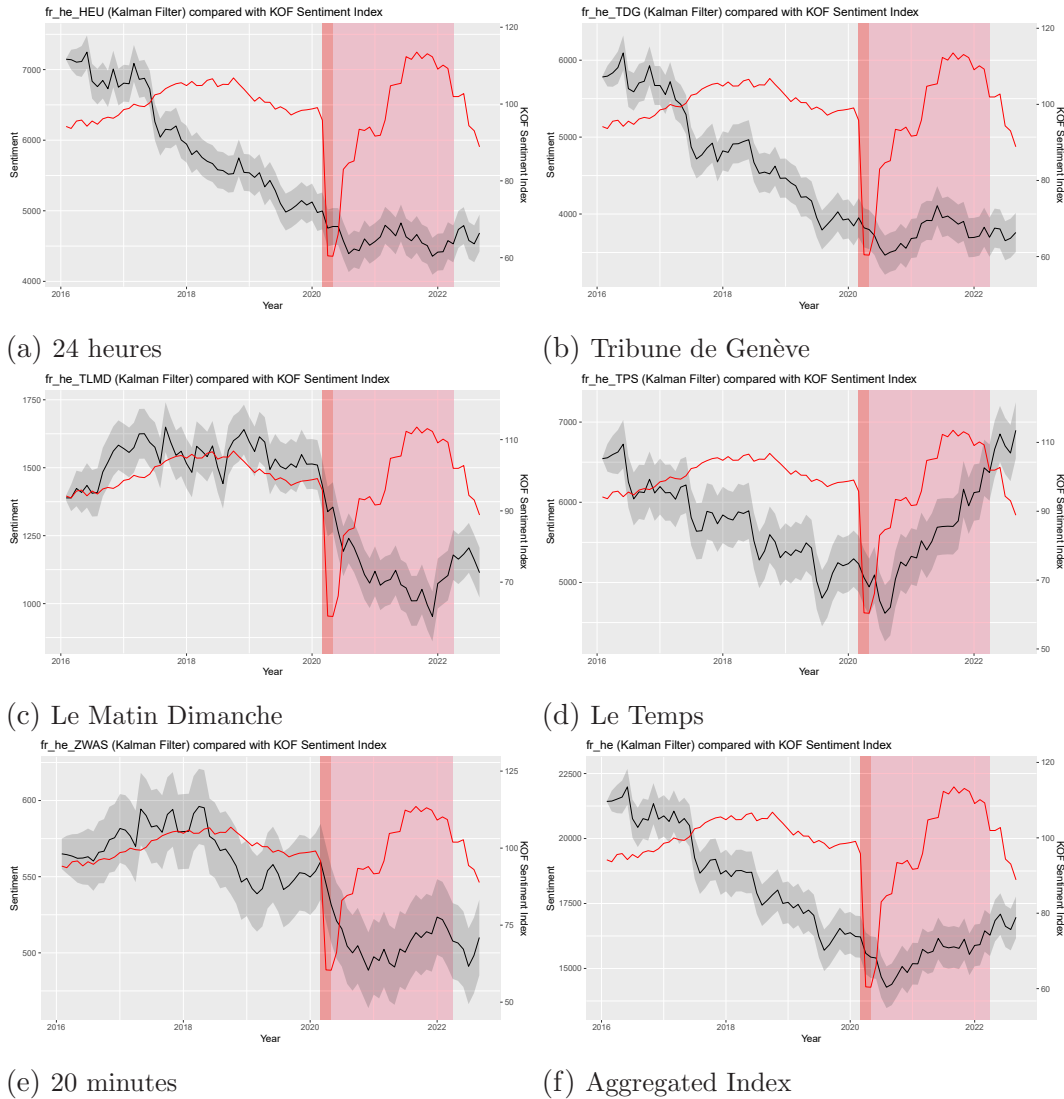 fr_he_HEU (Kalman Filter) compared with KOF Sentiment Index
7000
6000
5000
4000
Sentiment
120
100
80
60
KOF Sentiment Index
2016 2018 2020 2022
Year
(a) 24 heures
fr_he_TDG (Kalman Filter) compared with KOF Sentiment Index
6000
5000
4000
Sentiment
120
100
80
60
KOF Sentiment Index
2016 2018 2020 2022
Year
(b) Tribune de Genève
fr_he_TLMD (Kalman Filter) compared with KOF Sentiment Index
1750
1500
1250
1000
Sentiment
110
90
70
KOF Sentiment Index
2016 2018 2020 2022
Year
(c) Le Matin Dimanche
fr_he_TPS (Kalman Filter) compared with KOF Sentiment Index
7000
6000
5000
Sentiment
110
90
70
50
KOF Sentiment Index
2016 2018 2020 2022
Year
(d) Le Temps
fr_he_ZWAS (Kalman Filter) compared with KOF Sentiment Index
600
550
500
Sentiment
125
100
75
50
KOF Sentiment Index
2016 2018 2020 2022
Year
(e) 20 minutes
fr_he (Kalman Filter) compared with KOF Sentiment Index
22500
20000
17500
15000
Sentiment
120
100
80
60
KOF Sentiment Index
2016 2018 2020 2022
Year
(f) Aggregated Index